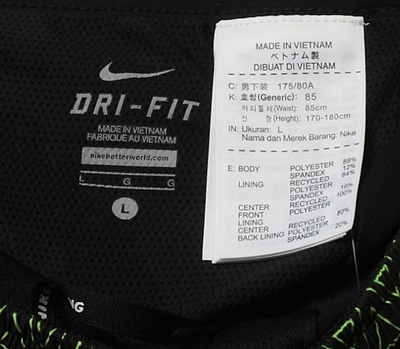 DRI-FIT
MADE IN VIETNAM
FABRIQUE AU VIETNAM
nikebetterworld.com
L G G
L
NG
MADE IN VIETNAM
ベトナム製
DIBUAT DI VIETNAM
C: 男下装 175/80A
K: 호칭(Generic): 85
허리둘레(Waist): 85cm
신 장(Height): 170-180cm
IN: Ukuran: L
Nama dan Merek Barang: Nike
E: BODY POLYESTER 88%
SPANDEX 12%
LINING RECYCLED 84%
POLYESTER
SPANDEX 16%
CENTER 100%
FRONT
LINING RECYCLED
CENTER POLYESTER 80%
BACK LINING SPANDEX 20%